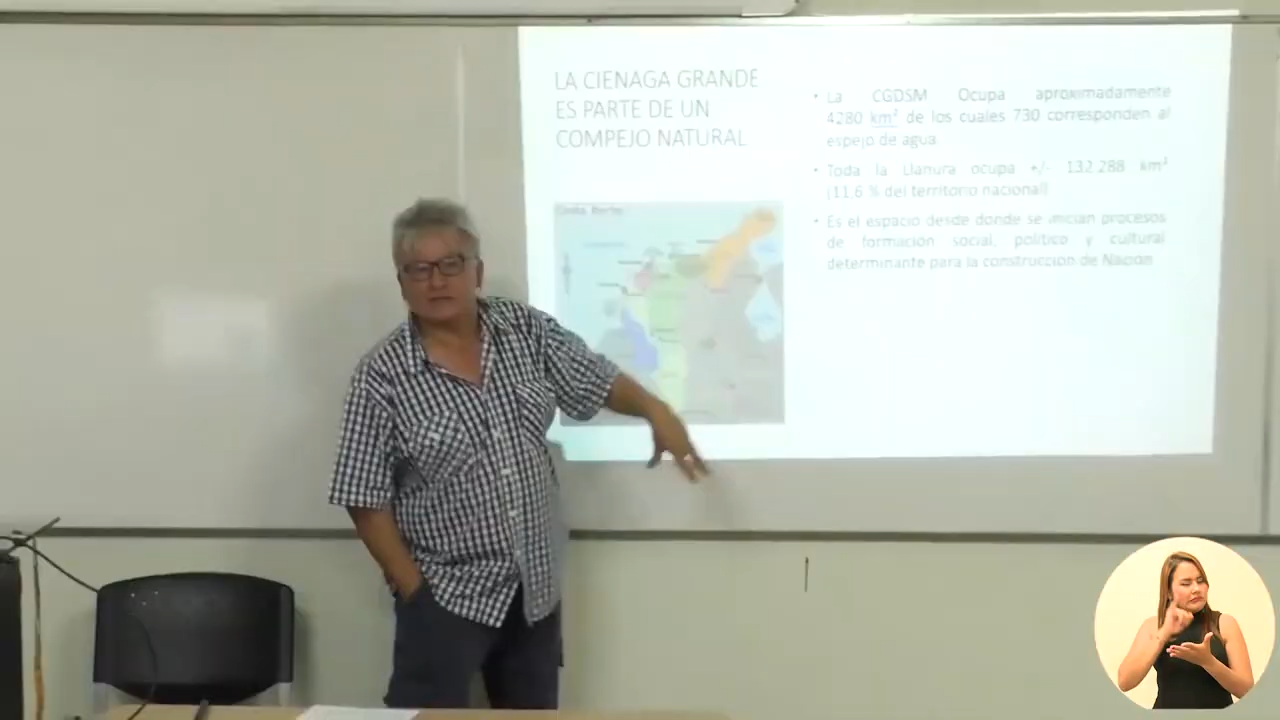 LA CIENAGA GRANDE
ES PARTE DE UN
COMPEJO NATURAL
• La CGDSM Ocupa aproximadamente
4280 km² de los cuales 730 corresponden al
espejo de agua.
• Toda la Llanura ocupa +/- 132.288 km²
(11.6 % del territorio nacional)
• Es el espacio desde donde se inician procesos
de formación social, político y cultural
determinante para la construcción de Nación